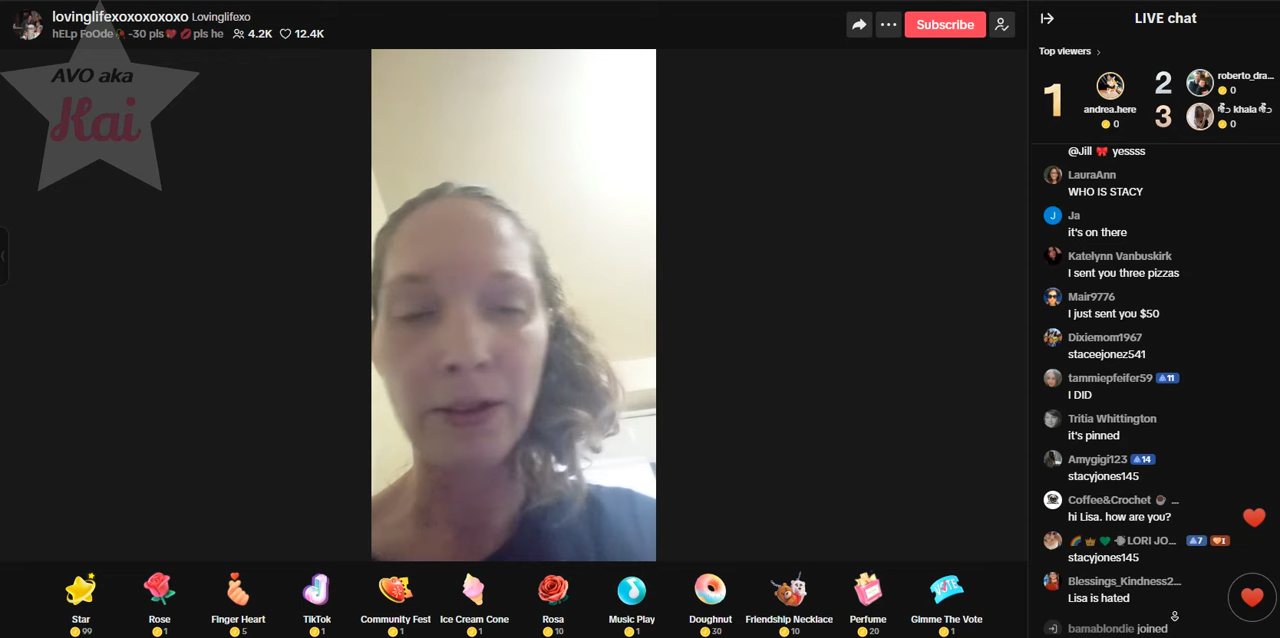 lovinglifexoxoxoxoxo Lovinglifexo
hELp FoOde -30 pls pls he 4.2K 12.4K
Subscribe
AVO aka
Kai
LIVE chat
Top viewers
1 andrea.here 0
2 roberto_dra... 0
3 khala 0
@Jill yessss
LauraAnn
WHO IS STACY
J Ja
it's on there
Katelynn Vanbuskirk
I sent you three pizzas
Mair9776
I just sent you $50
Dixiemom1967
staceejonez541
tammiepfeifer59 11
I DID
Tritia Whittington
it's pinned
Amygigi123 14
stacyjones145
Coffee&Crochet ...
hi Lisa. how are you?
LORI JO... 7 I
stacyjones145
Blessings_Kindness2...
Lisa is hated
bamablondie joined
Star Rose Finger Heart TikTok Community Fest Ice Cream Cone Rosa Music Play Doughnut Friendship Necklace Perfume GImme The Vote
99 1 5 1 1 1 10 1 30 10 20 1